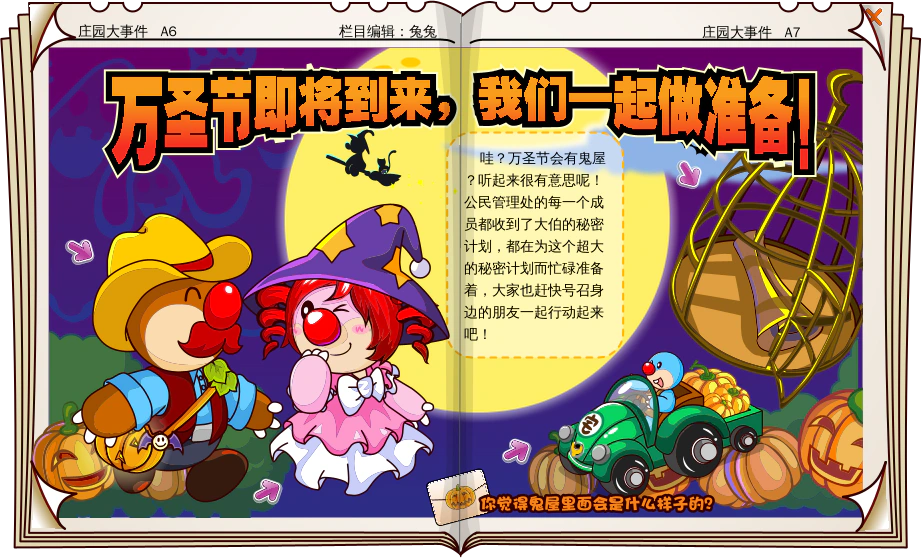 庄园大事件 A6
栏目编辑：兔兔
庄园大事件 A7
万圣节即将到来，我们一起做准备！
哇？万圣节会有鬼屋
？听起来很有意思呢！
公民管理处的每一个成
员都收到了大伯的秘密
计划，都在为这个超大
的秘密计划而忙碌准备
着，大家也赶快号召身
边的朋友一起行动起来
吧！
宅
你觉得鬼屋里面会是什么样子的?